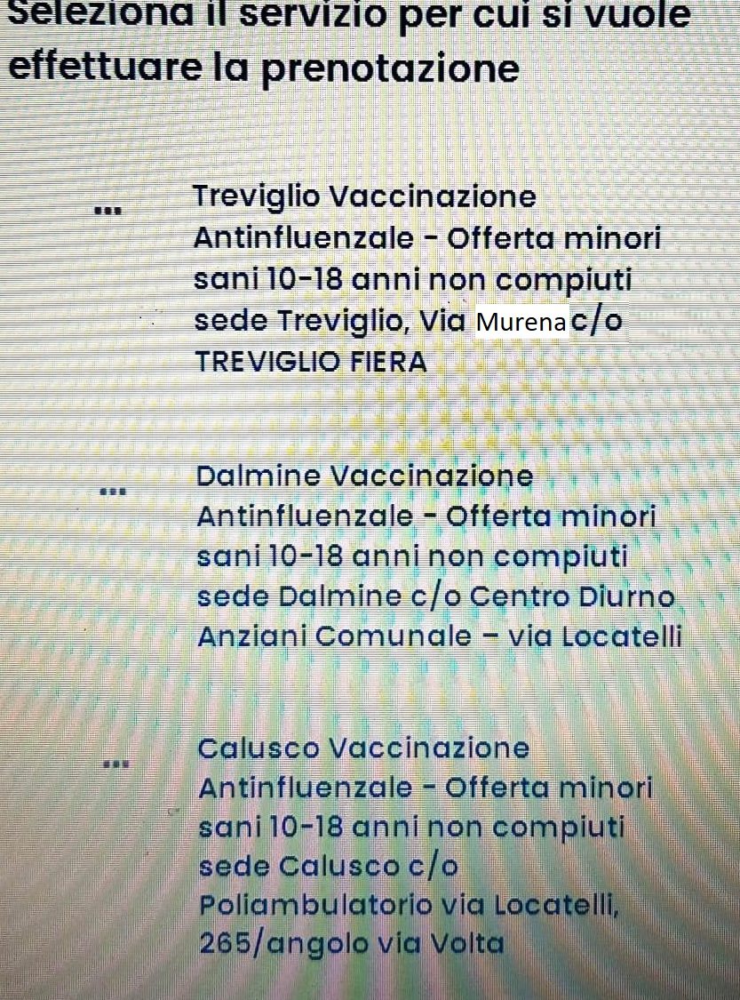 Seleziona il servizio per cui si vuole
effettuare la prenotazione
Treviglio Vaccinazione
Antinfluenzale - Offerta minori
sani 10-18 anni non compiuti
sede Treviglio, Via Murena c/o
TREVIGLIO FIERA
Dalmine Vaccinazione
Antinfluenzale - Offerta minori
sani 10-18 anni non compiuti
sede Dalmine c/o Centro Diurno
Anziani Comunale – via Locatelli
Calusco Vaccinazione
Antinfluenzale - Offerta minori
sani 10-18 anni non compiuti
sede Calusco c/o
Poliambulatorio via Locatelli,
265/angolo via Volta